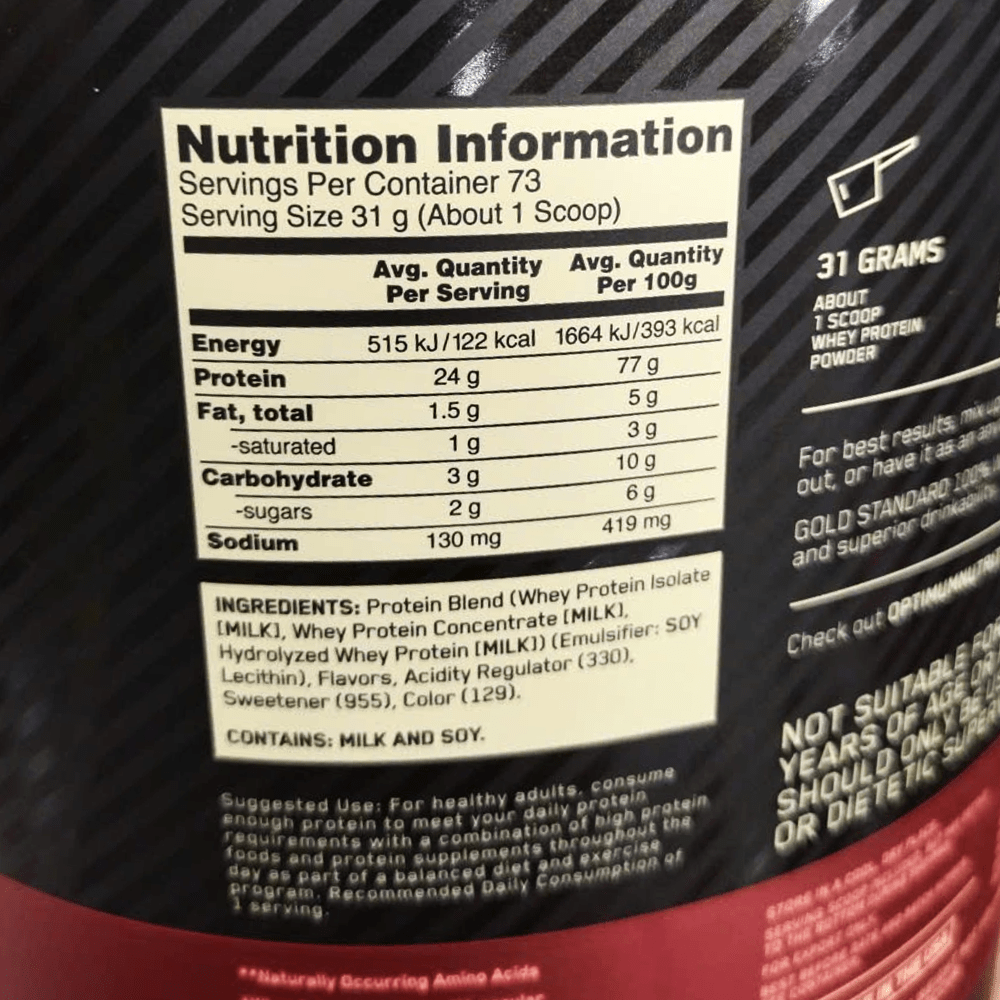 Nutrition Information
Servings Per Container 73
Serving Size 31 g (About 1 Scoop)
Avg. Quantity Per Serving Avg. Quantity Per 100g
Energy 515 kJ/122 kcal 1664 kJ/393 kcal
Protein 24 g 77 g
Fat, total 1.5 g 5 g
-saturated 1 g 3 g
Carbohydrate 3 g 10 g
-sugars 2 g 6 g
Sodium 130 mg 419 mg
INGREDIENTS: Protein Blend (Whey Protein Isolate
[MILK], Whey Protein Concentrate [MILK],
Hydrolyzed Whey Protein [MILK]) (Emulsifier: SOY
Lecithin), Flavors, Acidity Regulator (330),
Sweetener (955), Color (129).
CONTAINS: MILK AND SOY.
Suggested Use: For healthy adults, consume
enough protein to meet your daily protein
requirements with a combination of high protein
foods and protein supplements throughout the
day as part of a balanced diet and exercise
program. Recommended Daily Consumption of
1 serving.
**Naturally Occurring Amino Acids
31 GRAMS
ABOUT
1 SCOOP
WHEY PROTEIN
POWDER
For best results, mix
out, or have it as an
GOLD STANDARD 100%
and superior
Check out
NOT SUITABLE
YEARS OF AGE
SHOULD ONLY BE
OR DIETETIC